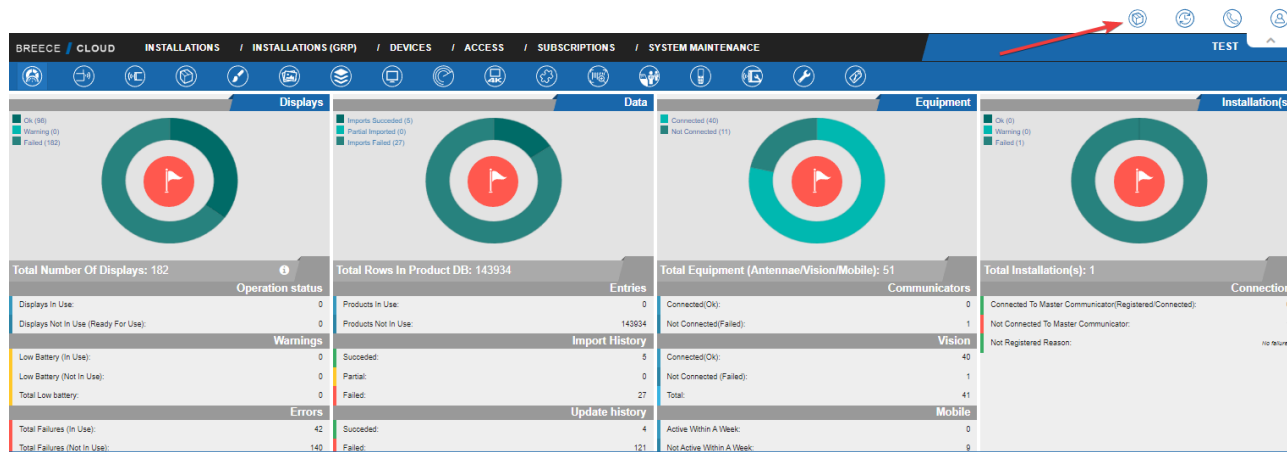 BREECE / CLOUD INSTALLATIONS / INSTALLATIONS (GRP) / DEVICES / ACCESS / SUBSCRIPTIONS / SYSTEM MAINTENANCE TEST
4K
Displays
Ok (98)
Warning (0)
Failed (182)
Total Number Of Displays: 182
Operation status
Displays In Use: 0
Displays Not In Use (Ready For Use): 0
Warnings
Low Battery (In Use): 0
Low Battery (Not In Use): 0
Total Low battery: 0
Errors
Total Failures (In Use): 42
Total Failures (Not In Use): 140
Data
Imports Succeded (5)
Partial Imported (0)
Imports Failed (27)
Total Rows In Product DB: 143934
Entries
Products In Use: 0
Products Not In Use: 143934
Import History
Succeded: 5
Partial: 0
Failed: 27
Update history
Succeded: 4
Failed: 121
Equipment
Connected (40)
Not Connected (11)
Total Equipment (Antennae/Vision/Mobile): 51
Communicators
Connected(Ok): 0
Not Connected(Failed): 1
Vision
Connected(Ok): 40
Not Connected (Failed): 1
Total: 41
Mobile
Active Within A Week: 0
Not Active Within A Week: 9
Installation(s
Ok (0)
Warning (0)
Failed (1)
Total Installation(s): 1
Connection
Connected To Master Communicator(Registered/Connected):
Not Connected To Master Communicator:
Not Registered Reason: No failure